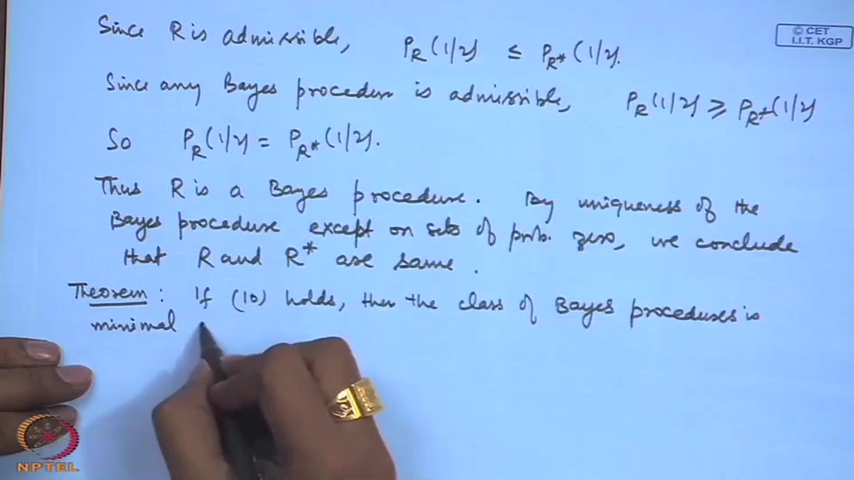 © CET
I.I.T. KGP
Since R is admissible, P_R(1/2) ≤ P_R*(1/2).
Since any Bayes procedure is admissible, P_R(1/2) ≥ P_R*(1/2)
So P_R(1/2) = P_R*(1/2).
Thus R is a Bayes procedure. By uniqueness of the
Bayes procedure except on sets of prob. zero, we conclude
that R and R* are same.
Theorem: If (10) holds, then the class of Bayes procedures is
minimal
NPTEL